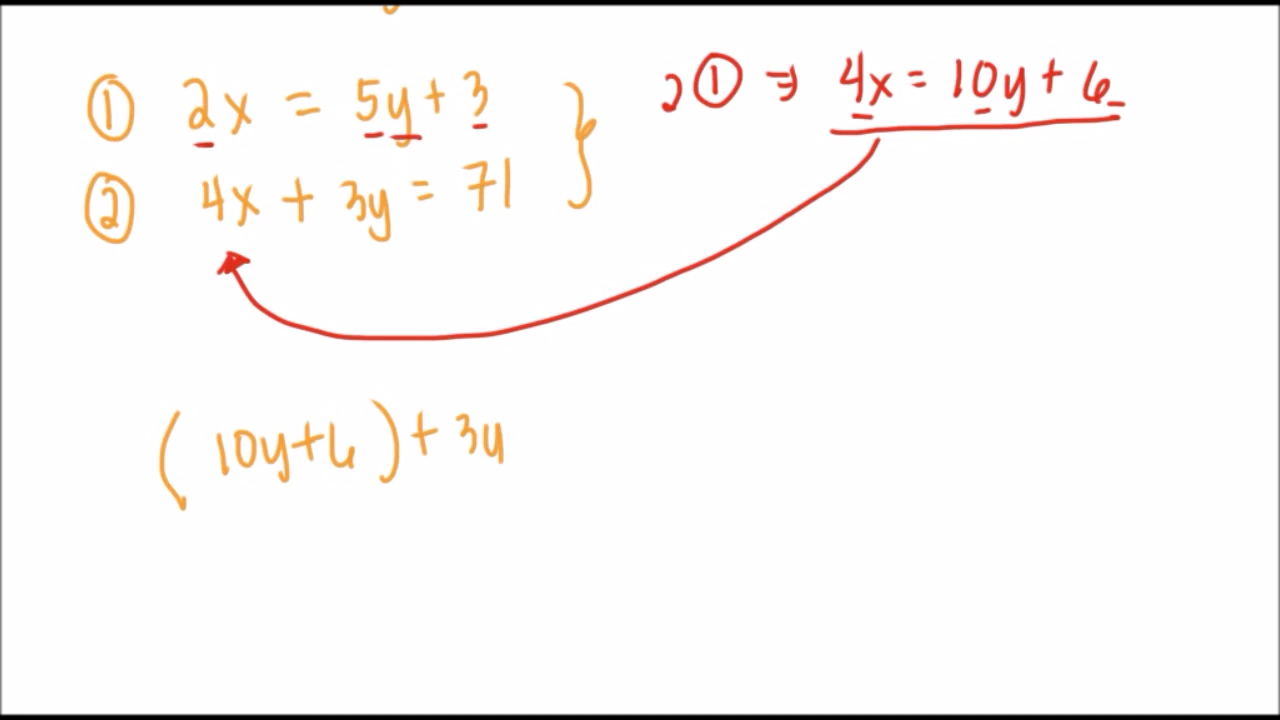 ① 2x = 5y + 3
② 4x + 3y = 71
2① ⇒ 4x = 10y + 6
(10y+6) + 3y